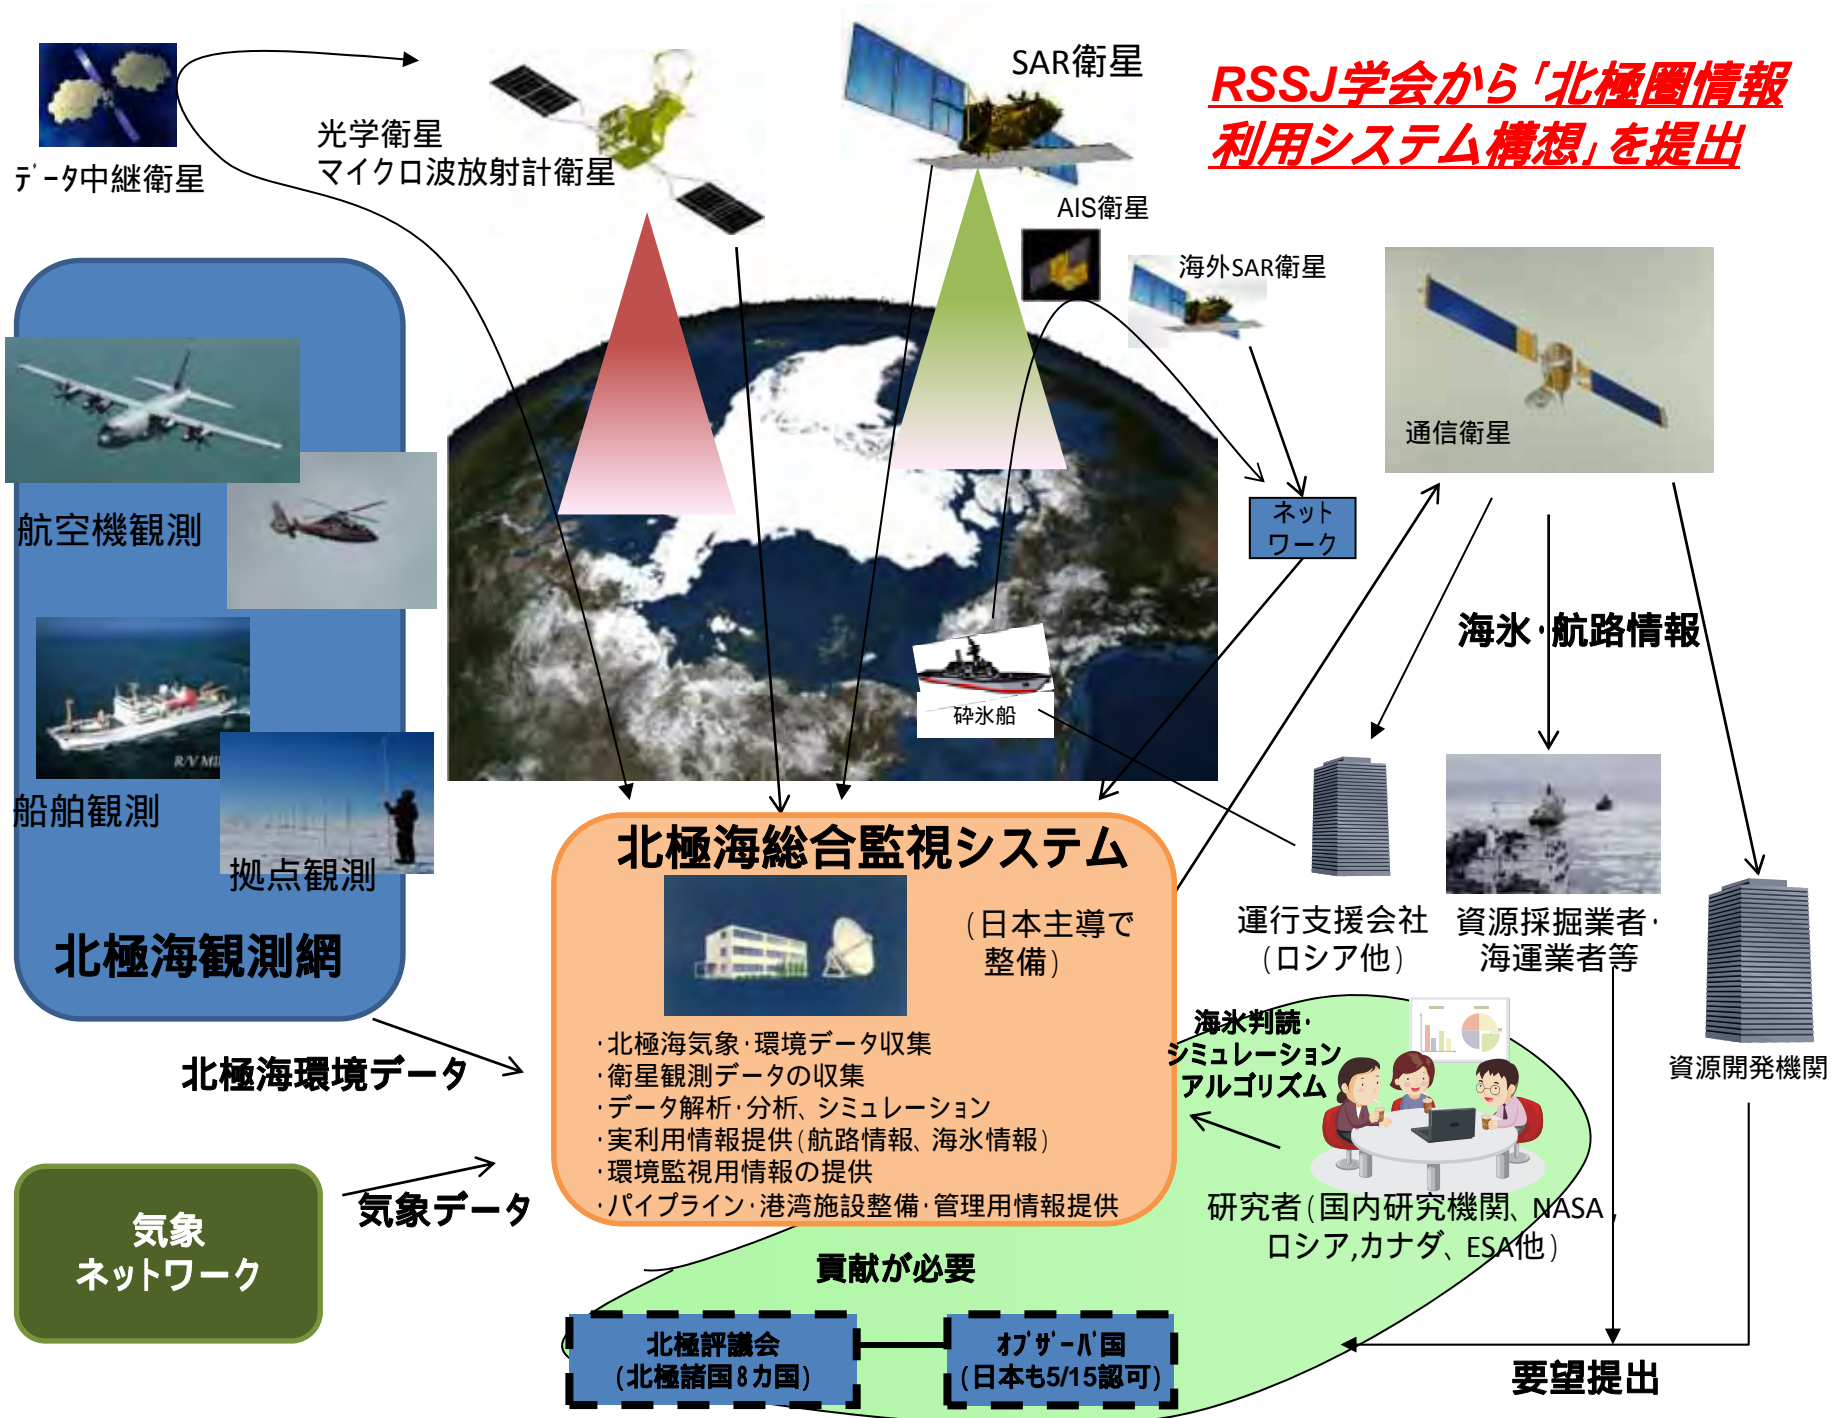 RSSJ学会から「北極圏情報
利用システム構想」を提出
データ中継衛星
光学衛星
マイクロ波放射計衛星
SAR衛星
AIS衛星
海外SAR衛星
通信衛星
ネット
ワーク
航空機観測
船舶観測
R/V MI
拠点観測
北極海観測網
海氷・航路情報
砕氷船
北極海総合監視システム
(日本主導で
整備)
・北極海気象・環境データ収集
・衛星観測データの収集
・データ解析・分析、シミュレーション
・実利用情報提供(航路情報、海氷情報)
・環境監視用情報の提供
・パイプライン・港湾施設整備・管理用情報提供
運行支援会社
(ロシア他)
資源採掘業者・
海運業者等
資源開発機関
北極海環境データ
気象データ
気象
ネットワーク
海氷判読・
シミュレーション
アルゴリズム
研究者(国内研究機関、NASA,
ロシア,カナダ、ESA他)
貢献が必要
北極評議会
(北極諸国8カ国)
オブザーバ国
(日本も5/15認可)
要望提出